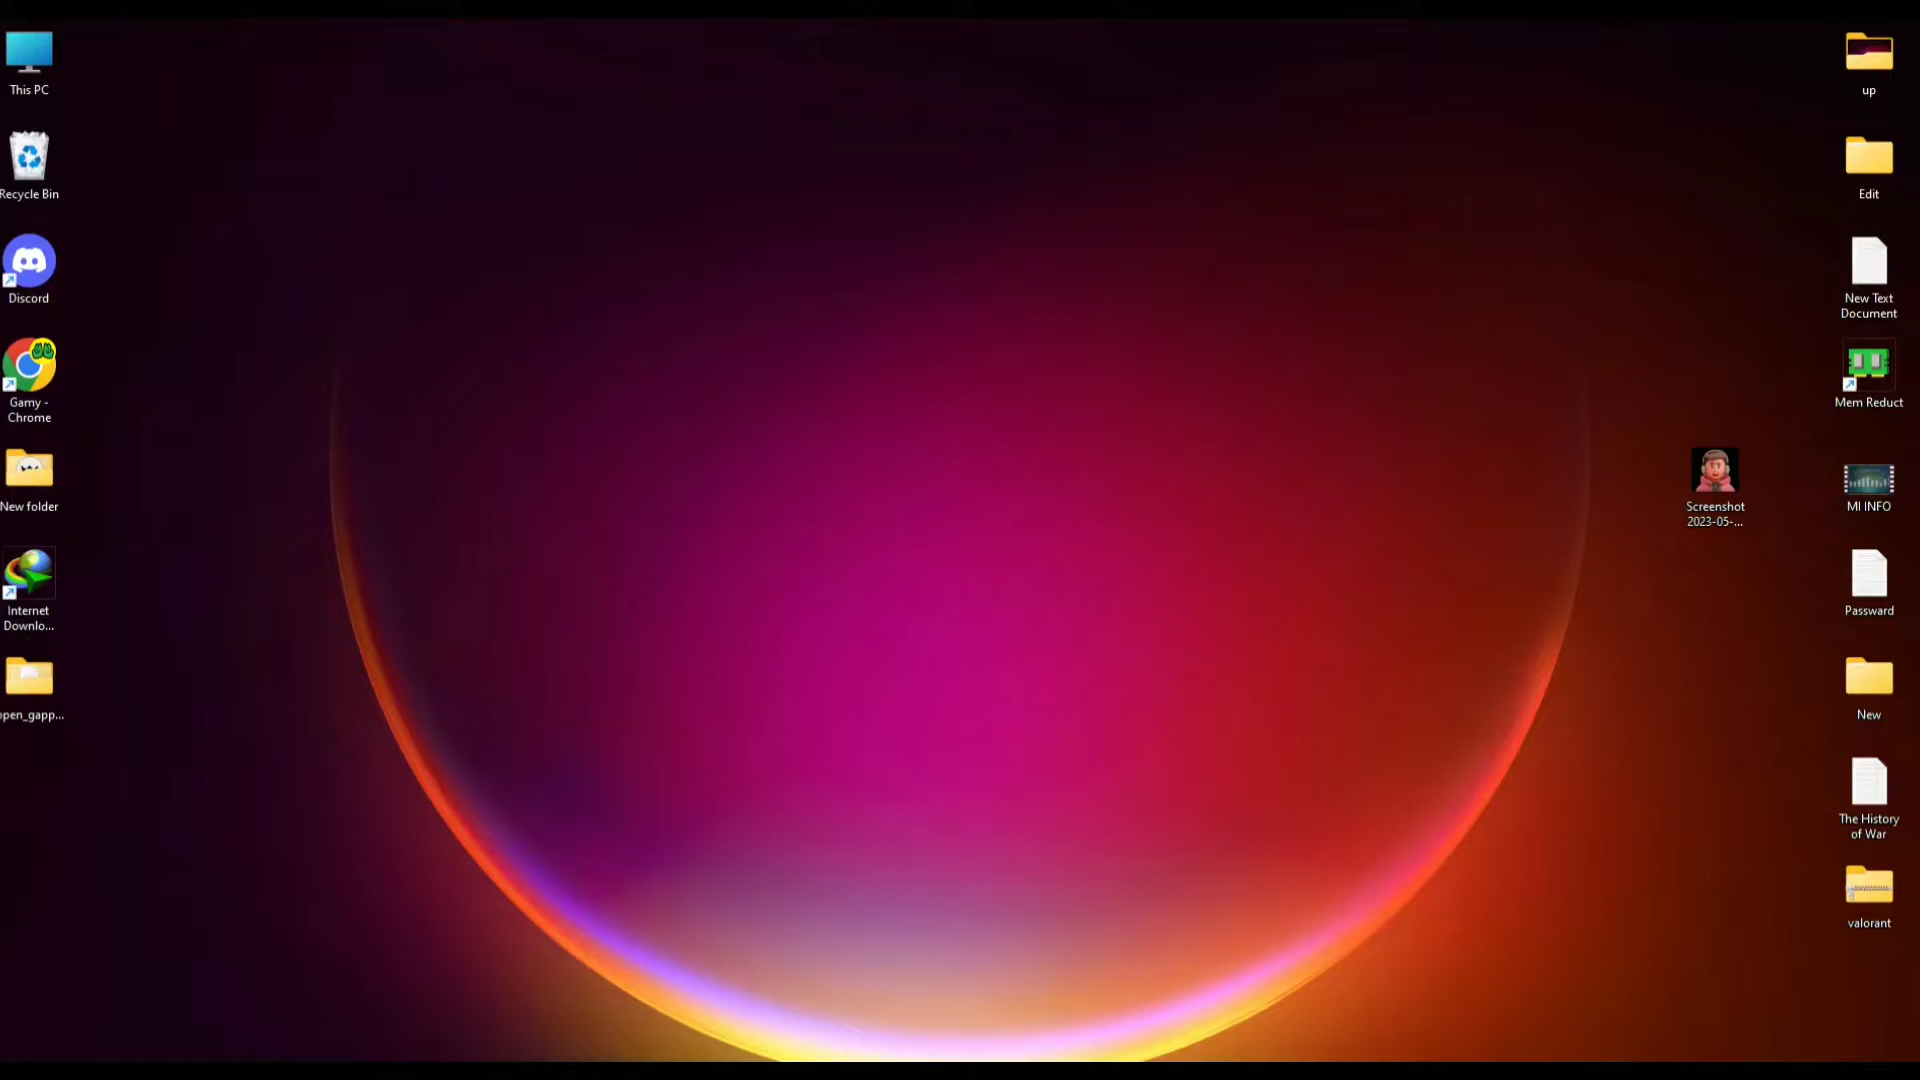 This PC
Recycle Bin
Discord
Gamy -
Chrome
New folder
Internet
Downlo...
open_gapp...
Screenshot
2023-05-...
up
Edit
New Text
Document
Mem Reduct
MI INFO
Passward
New
The History
of War
valorant